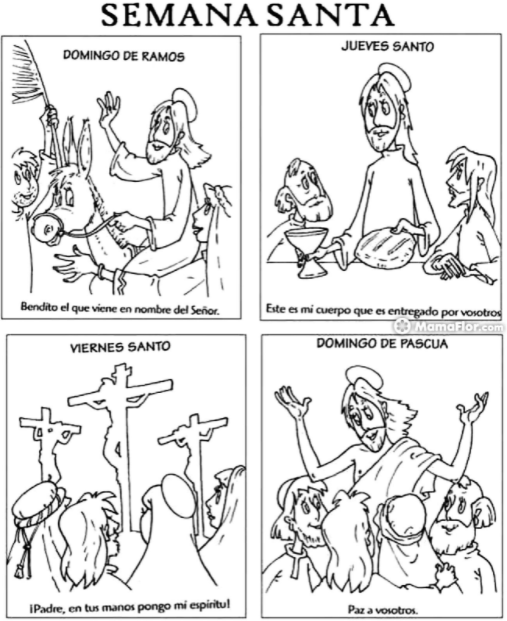 SEMANA SANTA
DOMINGO DE RAMOS
Bendito el que viene en nombre del Señor.
JUEVES SANTO
Este es mi cuerpo que es entregado por vosotros
MamaFlor.com
VIERNES SANTO
¡Padre, en tus manos pongo mi espíritu!
DOMINGO DE PASCUA
Paz a vosotros.